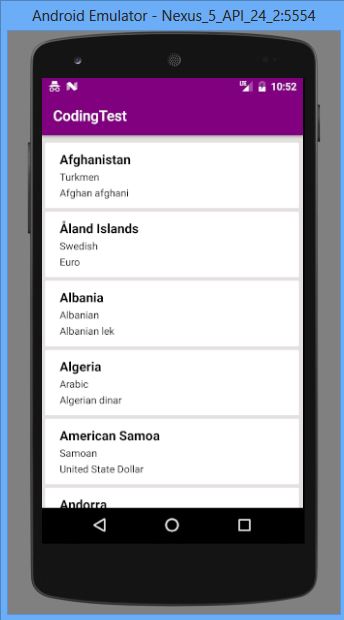 Android Emulator - Nexus_5_API_24_2:5554
LTE 10:52
CodingTest
Afghanistan
Turkmen
Afghan afghani
Åland Islands
Swedish
Euro
Albania
Albanian
Albanian lek
Algeria
Arabic
Algerian dinar
American Samoa
Samoan
United State Dollar
Andorra